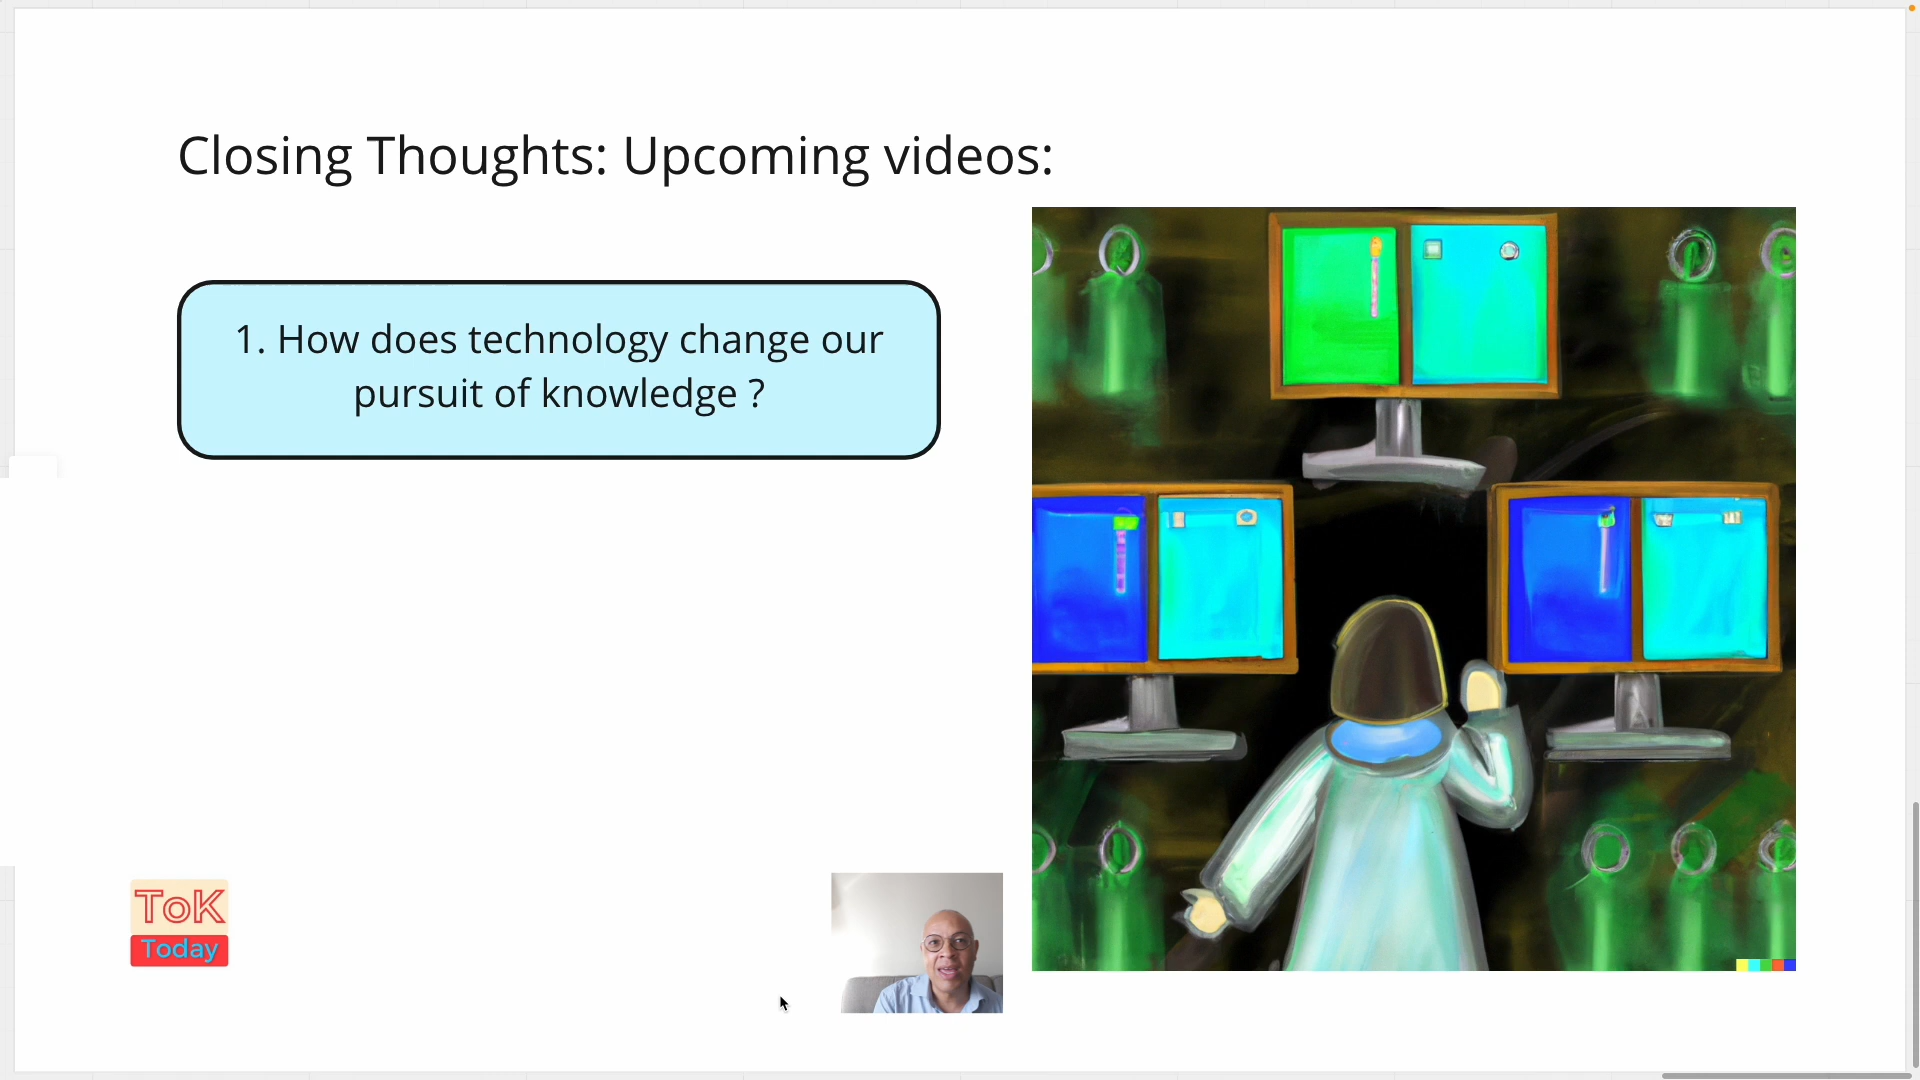 Closing Thoughts: Upcoming videos:
1. How does technology change our
pursuit of knowledge ?
ToK
Today